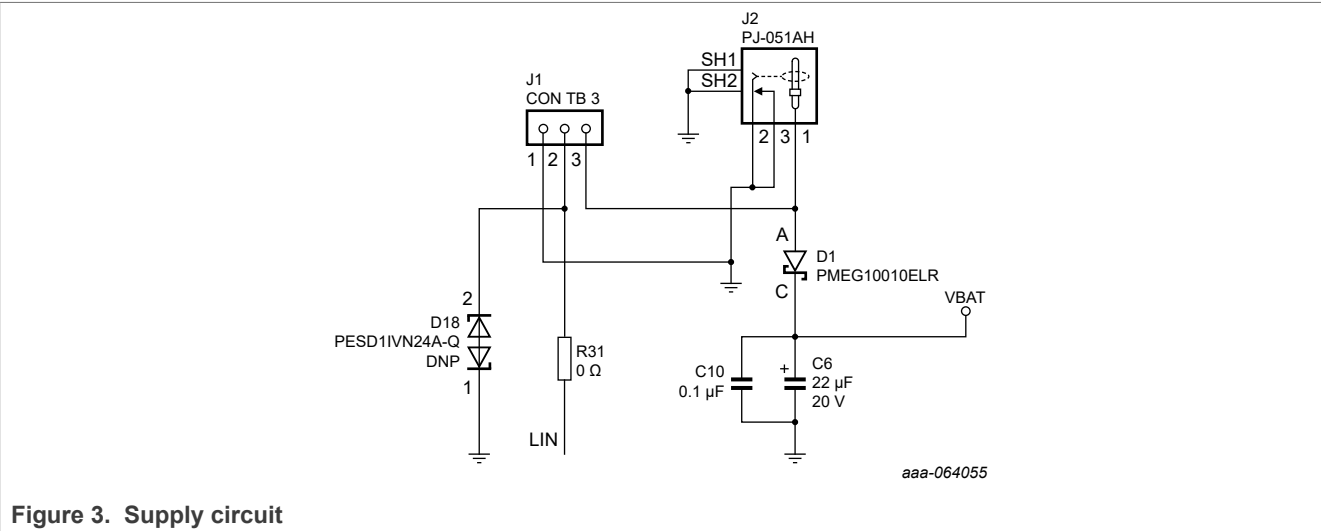 J2
PJ-051AH
SH1
SH2
J1
CON TB 3
2 3 1
1 2 3
A
D1
PMEG10010ELR
C
VBAT
2
D18
PESD1IVN24A-Q
DNP
1
R31
0 Ω
LIN
C10
0.1 µF
+
C6
22 µF
20 V
aaa-064055
Figure 3. Supply circuit